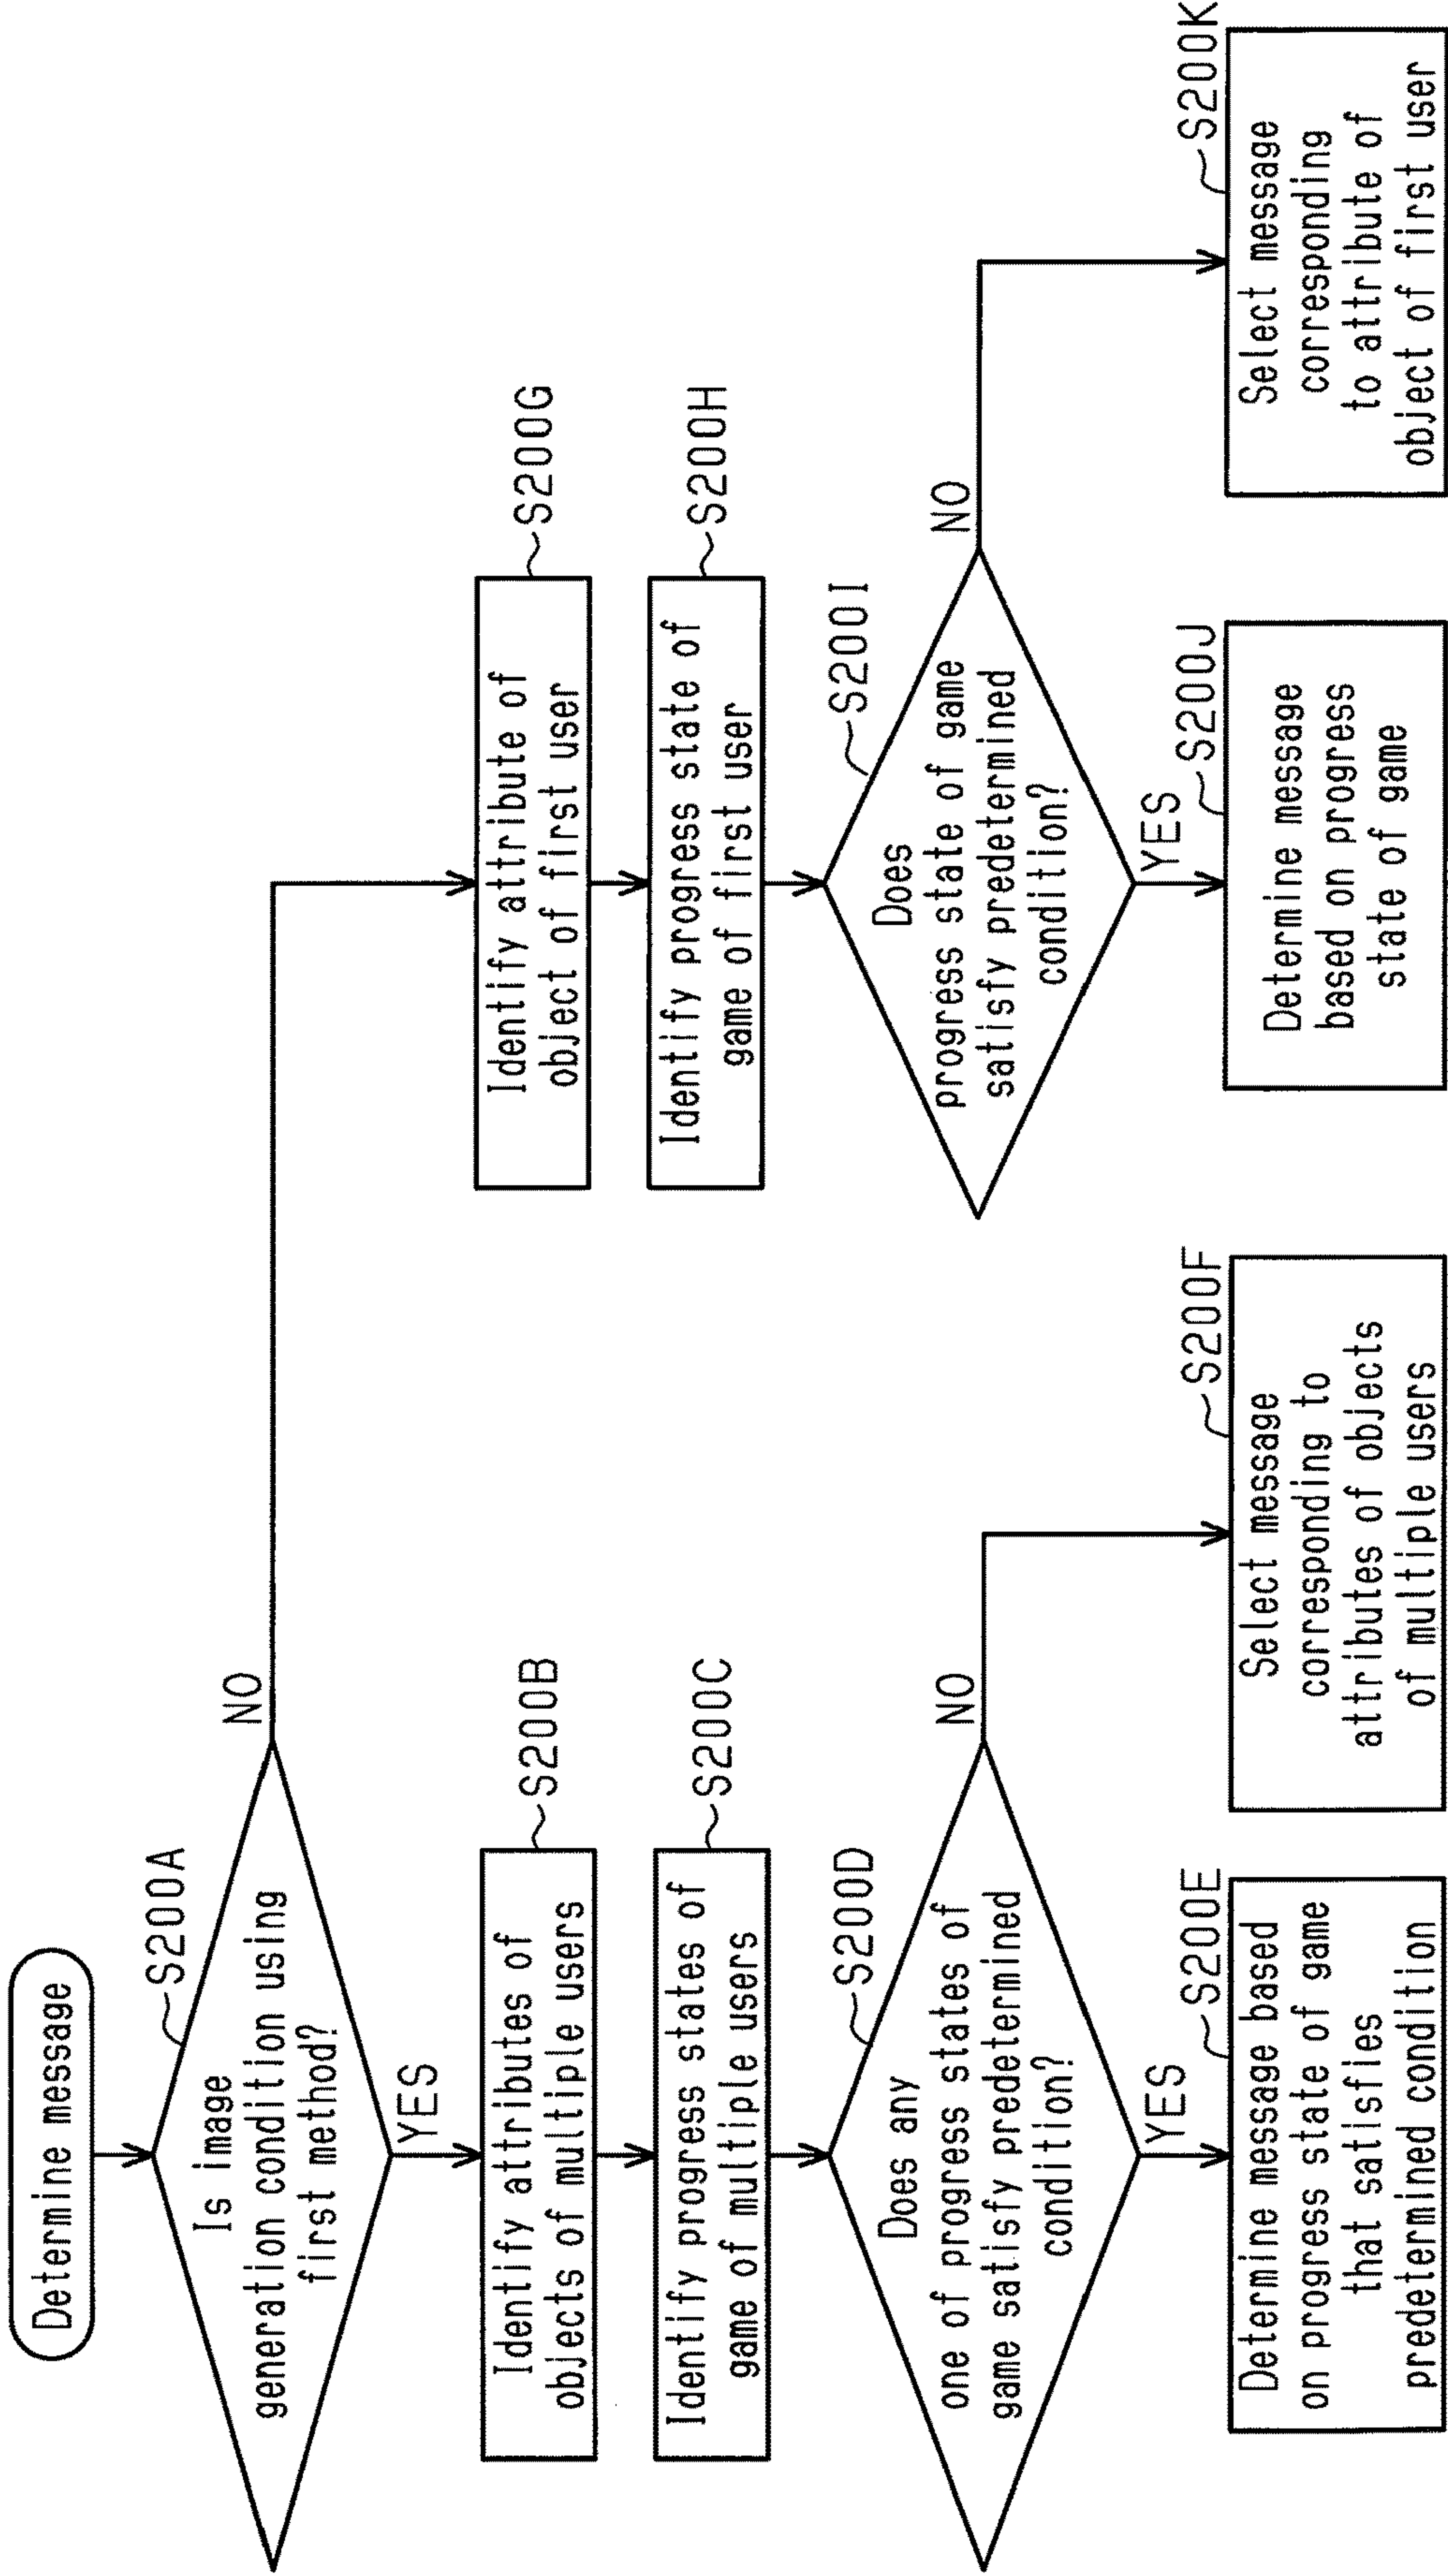 Determine message
S200A
Is image
generation condition using
first method?
NO
YES
S200B
Identify attributes of
objects of multiple users
S200C
Identify progress states of
game of multiple users
S200D
Does any
one of progress states of
game satisfy predetermined
condition?
NO
YES
S200E
Determine message based
on progress state of game
that satisfies
predetermined condition
S200F
Select message
corresponding to
attributes of objects
of multiple users
S200G
Identify attribute of
object of first user
S200H
Identify progress state of
game of first user
S200I
Does
progress state of game
satisfy predetermined
condition?
NO
YES
S200J
Determine message
based on progress
state of game
S200K
Select message
corresponding
to attribute of
object of first user